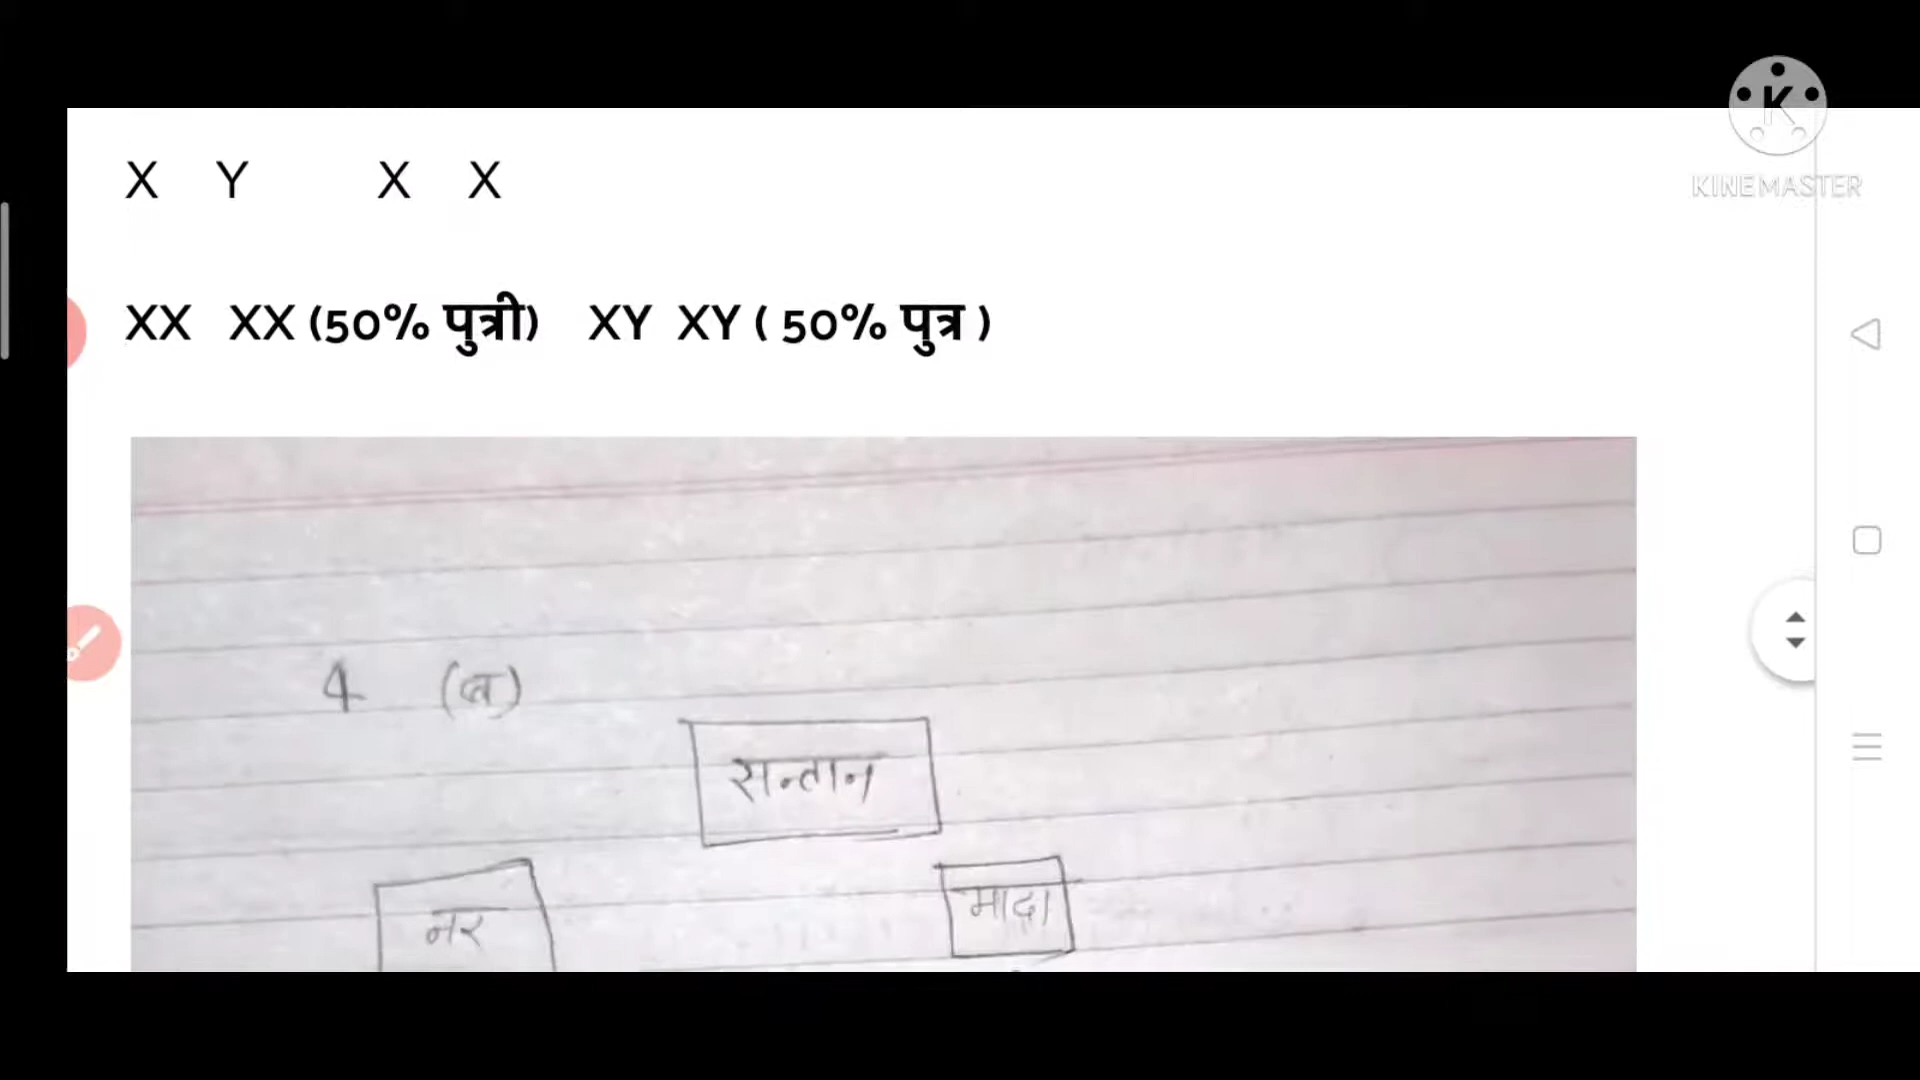 X Y X X
XX XX (50% पुत्री) XY XY ( 50% पुत्र )
4 (ब)
सन्तान
नर
मादा
K
KINEMASTER